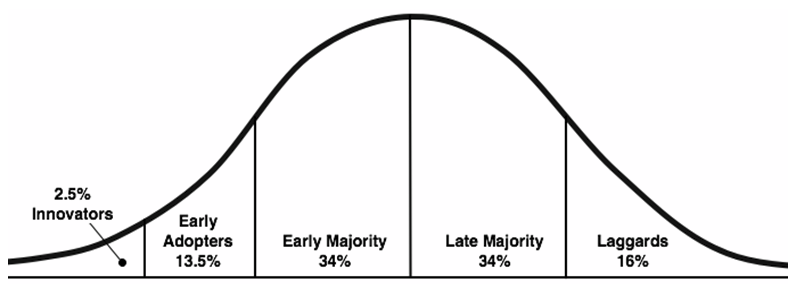 2.5%
Innovators
Early
Adopters
13.5%
Early Majority
34%
Late Majority
34%
Laggards
16%